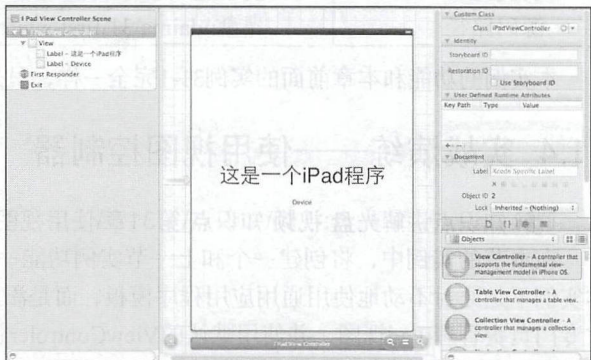 I Pad View Controller Scene
I Pad View Controller
View
Label - 这是一个iPad程序
Label - Device
First Responder
Exit
这是一个iPad程序
Device
I Pad View Controller
Custom Class
Class iPadViewController
Identity
Storyboard ID
Restoration ID
Use Storyboard ID
User Defined Runtime Attributes
Key Path Type Value
Document
Label Xcode Specific Label
Object ID 2
Lock Inherited - (Nothing)
Objects
View Controller - A controller that
supports the fundamental view-
management model in iPhone OS.
Table View Controller - A
controller that manages a table view.
Collection View Controller - A
controller that manages a collection
view.